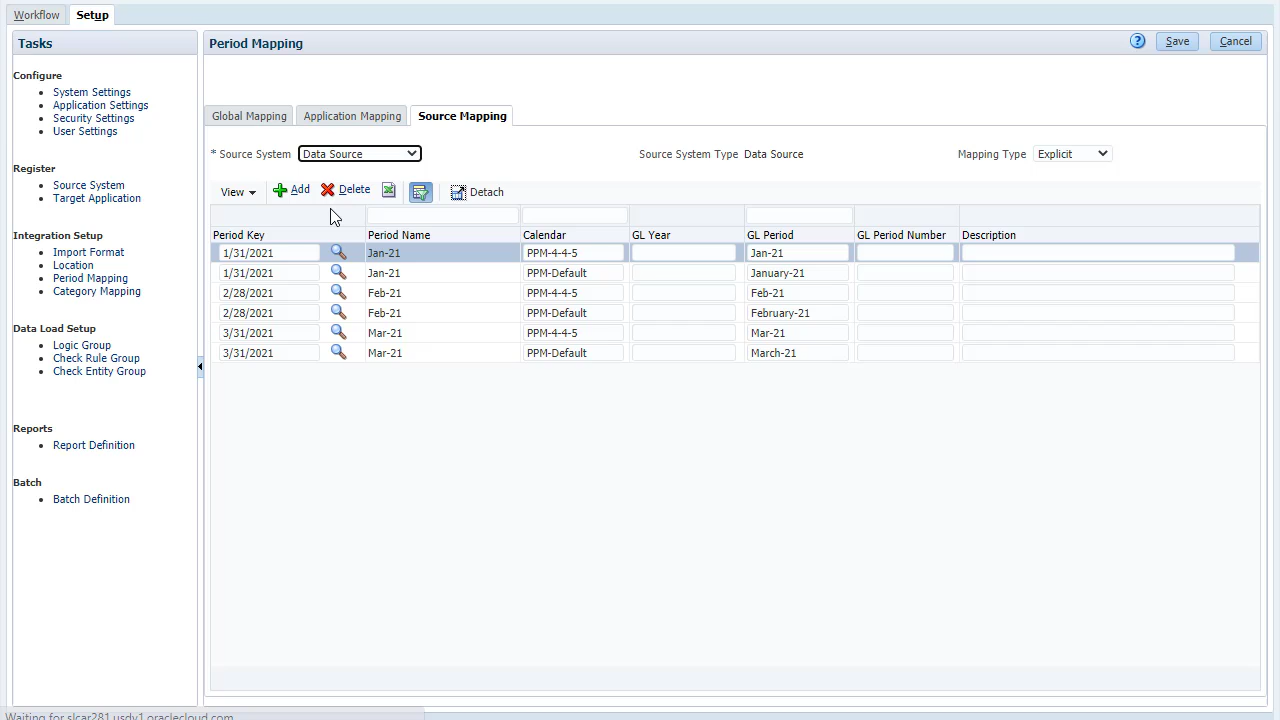 Workflow Setup
Tasks
Configure
System Settings
Application Settings
Security Settings
User Settings
Register
Source System
Target Application
Integration Setup
Import Format
Location
Period Mapping
Category Mapping
Data Load Setup
Logic Group
Check Rule Group
Check Entity Group
Reports
Report Definition
Batch
Batch Definition
Period Mapping
? Save Cancel
Global Mapping Application Mapping Source Mapping
* Source System Data Source Source System Type Data Source Mapping Type Explicit
View Add Delete Detach
Period Key Period Name Calendar GL Year GL Period GL Period Number Description
1/31/2021 Jan-21 PPM-4-4-5 Jan-21
1/31/2021 Jan-21 PPM-Default January-21
2/28/2021 Feb-21 PPM-4-4-5 Feb-21
2/28/2021 Feb-21 PPM-Default February-21
3/31/2021 Mar-21 PPM-4-4-5 Mar-21
3/31/2021 Mar-21 PPM-Default March-21
Waiting for slcar281.usdv1.oraclecloud.com